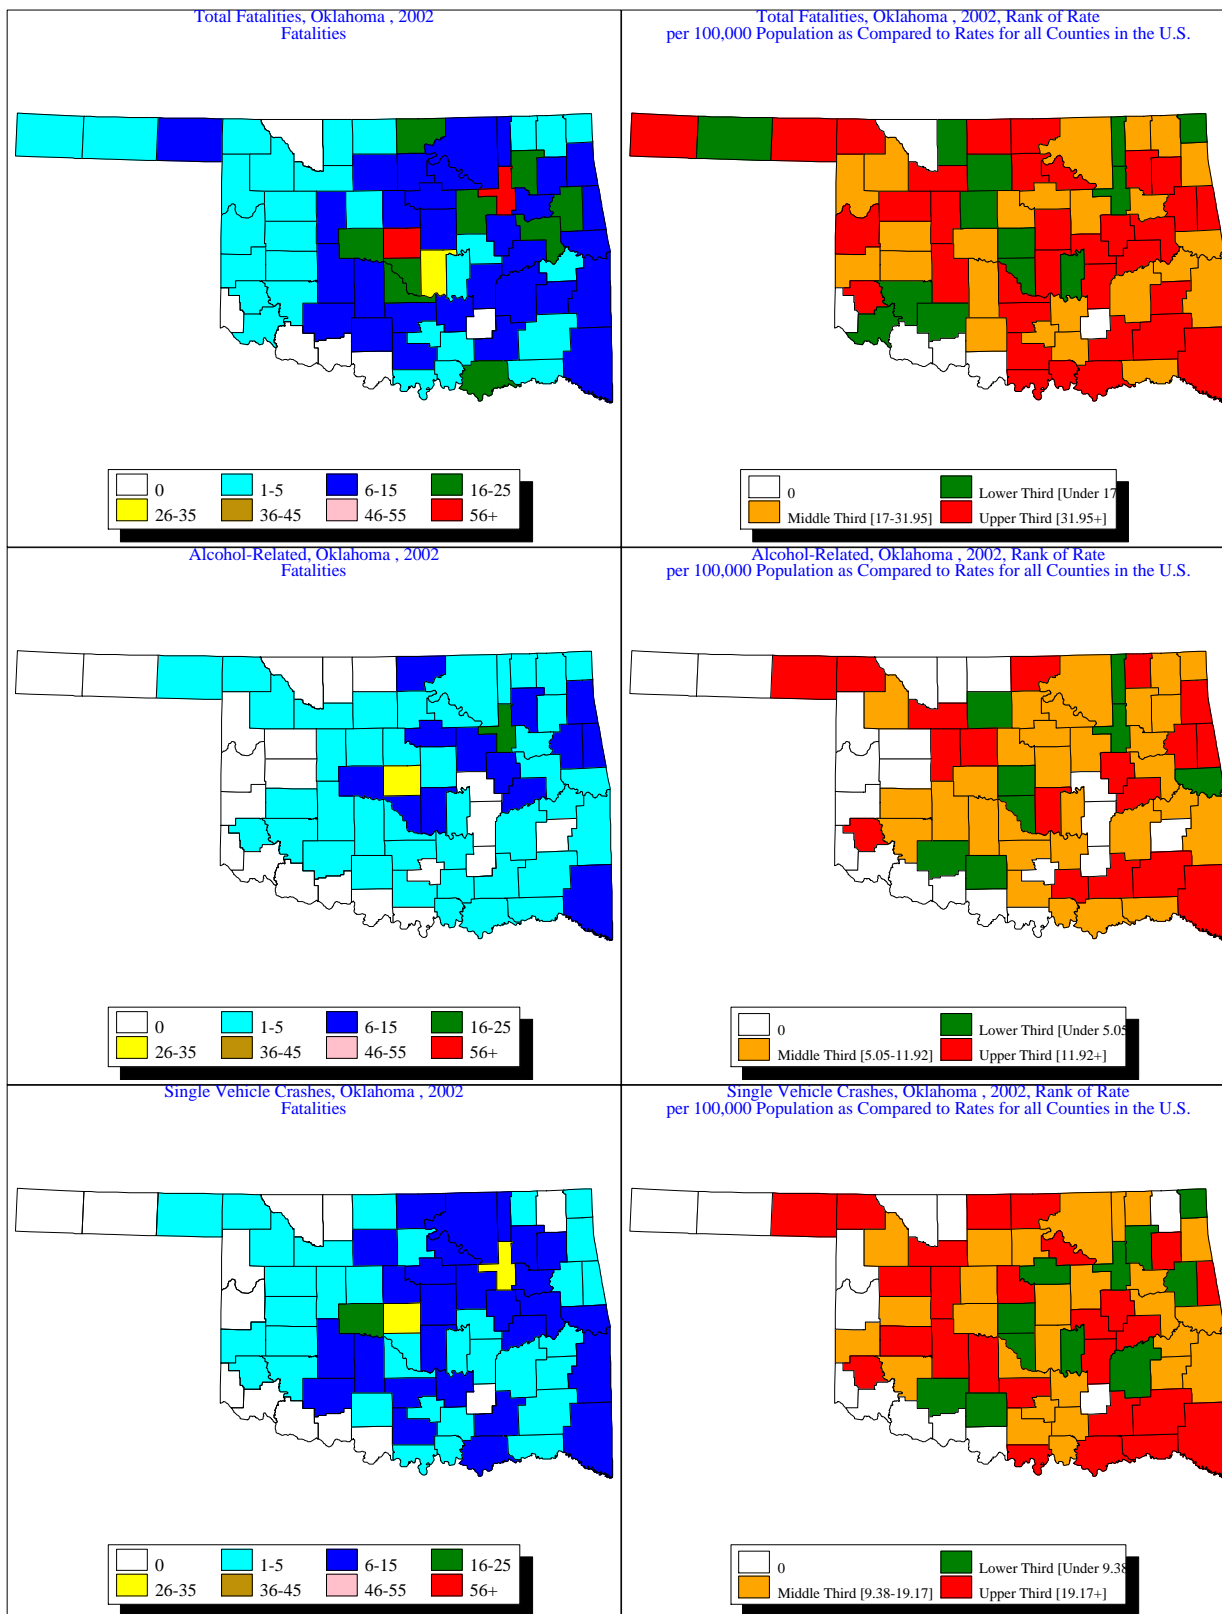 Total Fatalities, Oklahoma , 2002
Fatalities
0
1-5
6-15
16-25
26-35
36-45
46-55
56+
Total Fatalities, Oklahoma , 2002, Rank of Rate
per 100,000 Population as Compared to Rates for all Counties in the U.S.
0
Lower Third [Under 17
Middle Third [17-31.95]
Upper Third [31.95+]
Alcohol-Related, Oklahoma , 2002
Fatalities
0
1-5
6-15
16-25
26-35
36-45
46-55
56+
Alcohol-Related, Oklahoma , 2002, Rank of Rate
per 100,000 Population as Compared to Rates for all Counties in the U.S.
0
Lower Third [Under 5.05
Middle Third [5.05-11.92]
Upper Third [11.92+]
Single Vehicle Crashes, Oklahoma , 2002
Fatalities
0
1-5
6-15
16-25
26-35
36-45
46-55
56+
Single Vehicle Crashes, Oklahoma , 2002, Rank of Rate
per 100,000 Population as Compared to Rates for all Counties in the U.S.
0
Lower Third [Under 9.38
Middle Third [9.38-19.17]
Upper Third [19.17+]